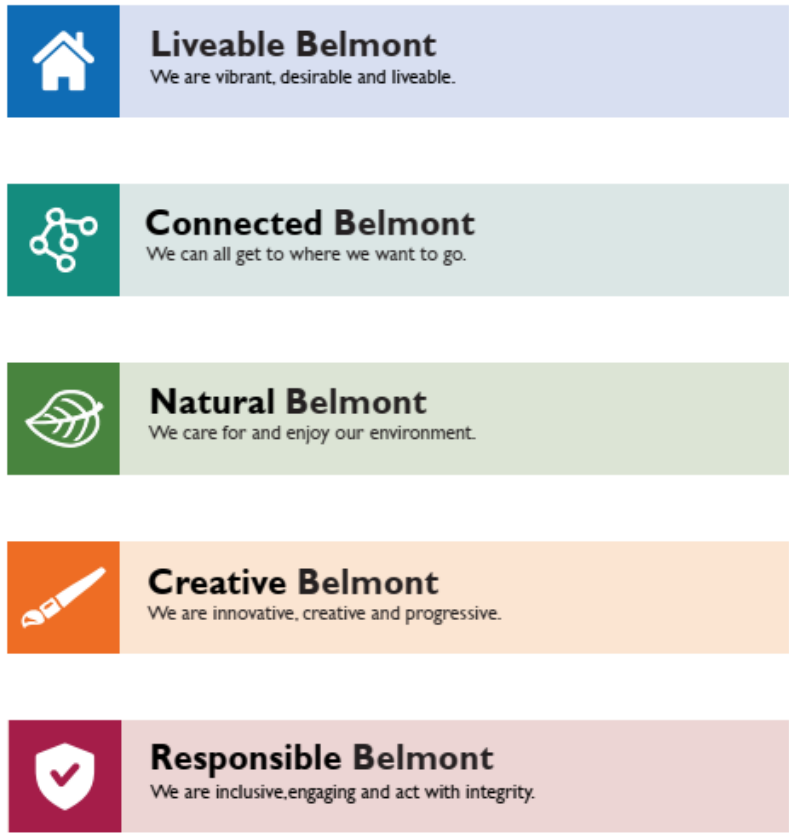 Liveable Belmont
We are vibrant, desirable and liveable.
Connected Belmont
We can all get to where we want to go.
Natural Belmont
We care for and enjoy our environment.
Creative Belmont
We are innovative, creative and progressive.
Responsible Belmont
We are inclusive,engaging and act with integrity.